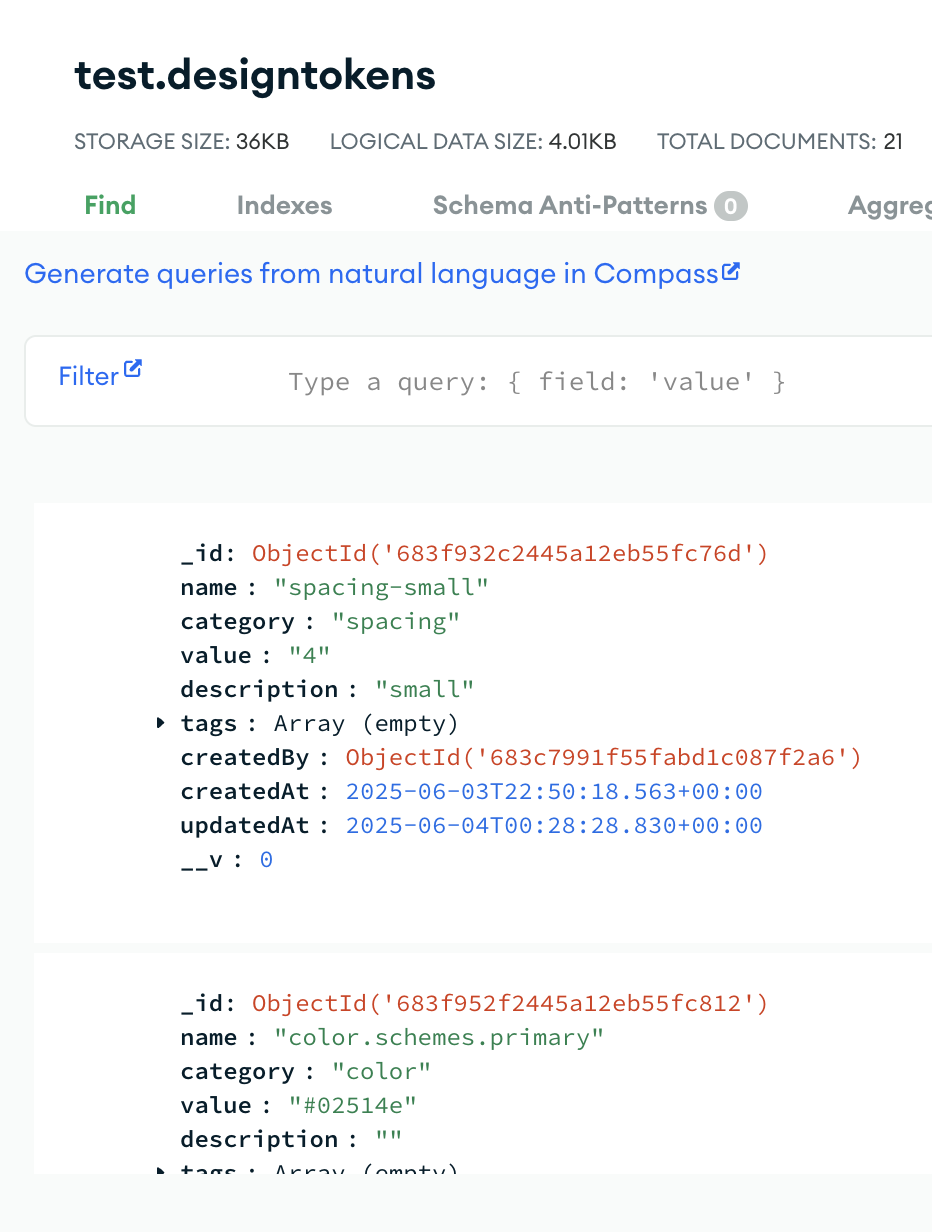 test.designtokens
STORAGE SIZE: 36KB LOGICAL DATA SIZE: 4.01KB TOTAL DOCUMENTS: 21
Find Indexes Schema Anti-Patterns 0 Aggreg
Generate queries from natural language in Compass
Filter Type a query: { field: 'value' }
_id: ObjectId('683f932c2445a12eb55fc76d')
name : "spacing-small"
category : "spacing"
value : "4"
description : "small"
tags : Array (empty)
createdBy : ObjectId('683c7991f55fabd1c087f2a6')
createdAt : 2025-06-03T22:50:18.563+00:00
updatedAt : 2025-06-04T00:28:28.830+00:00
__v : 0
_id: ObjectId('683f952f2445a12eb55fc812')
name : "color.schemes.primary"
category : "color"
value : "#02514e"
description : ""
tags : Array (empty)